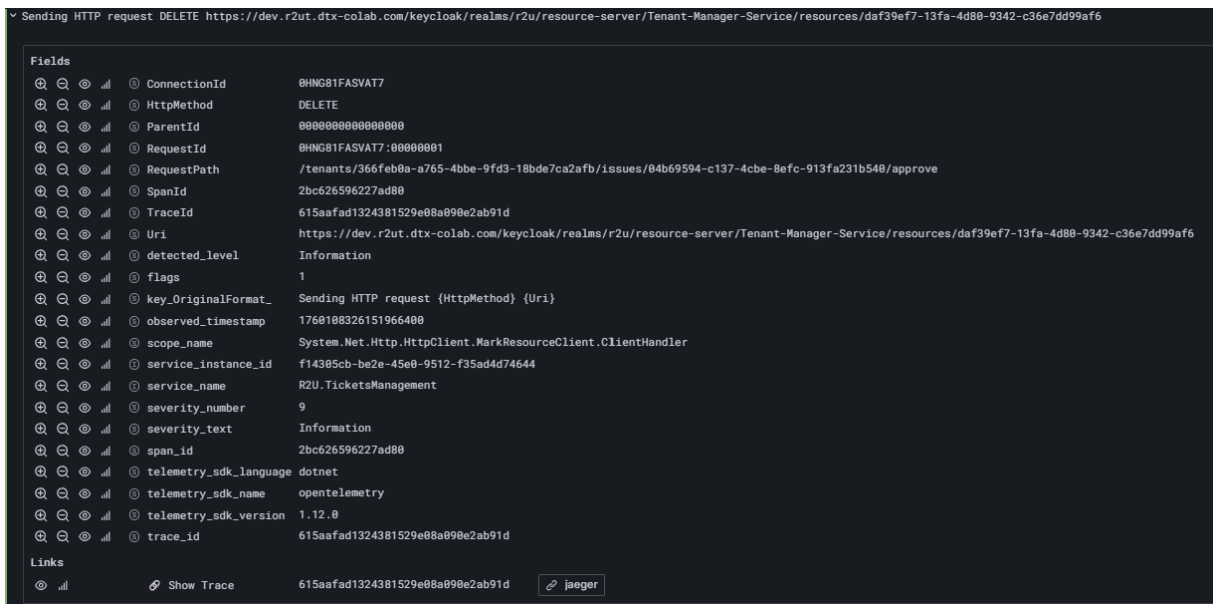 Sending HTTP request DELETE https://dev.r2ut.dtx-colab.com/keycloak/realms/r2u/resource-server/Tenant-Manager-Service/resources/daf39ef7-13fa-4d80-9342-c36e7dd99af6
Fields
ConnectionId 0HNG81FASVAT7
HttpMethod DELETE
ParentId 0000000000000000
RequestId 0HNG81FASVAT7:00000001
RequestPath /tenants/366feb0a-a765-4bbe-9fd3-18bde7ca2afb/issues/04b69594-c137-4cbe-8efc-913fa231b540/approve
SpanId 2bc626596227ad80
TraceId 615aafad1324381529e08a090e2ab91d
Uri https://dev.r2ut.dtx-colab.com/keycloak/realms/r2u/resource-server/Tenant-Manager-Service/resources/daf39ef7-13fa-4d80-9342-c36e7dd99af6
detected_level Information
flags 1
key_OriginalFormat_ Sending HTTP request {HttpMethod} {Uri}
observed_timestamp 1760108326151966400
scope_name System.Net.Http.HttpClient.MarkResourceClient.ClientHandler
service_instance_id f14305cb-be2e-45e0-9512-f35ad4d74644
service_name R2U.TicketsManagement
severity_number 9
severity_text Information
span_id 2bc626596227ad80
telemetry_sdk_language dotnet
telemetry_sdk_name opentelemetry
telemetry_sdk_version 1.12.0
trace_id 615aafad1324381529e08a090e2ab91d
Links
Show Trace 615aafad1324381529e08a090e2ab91d jaeger